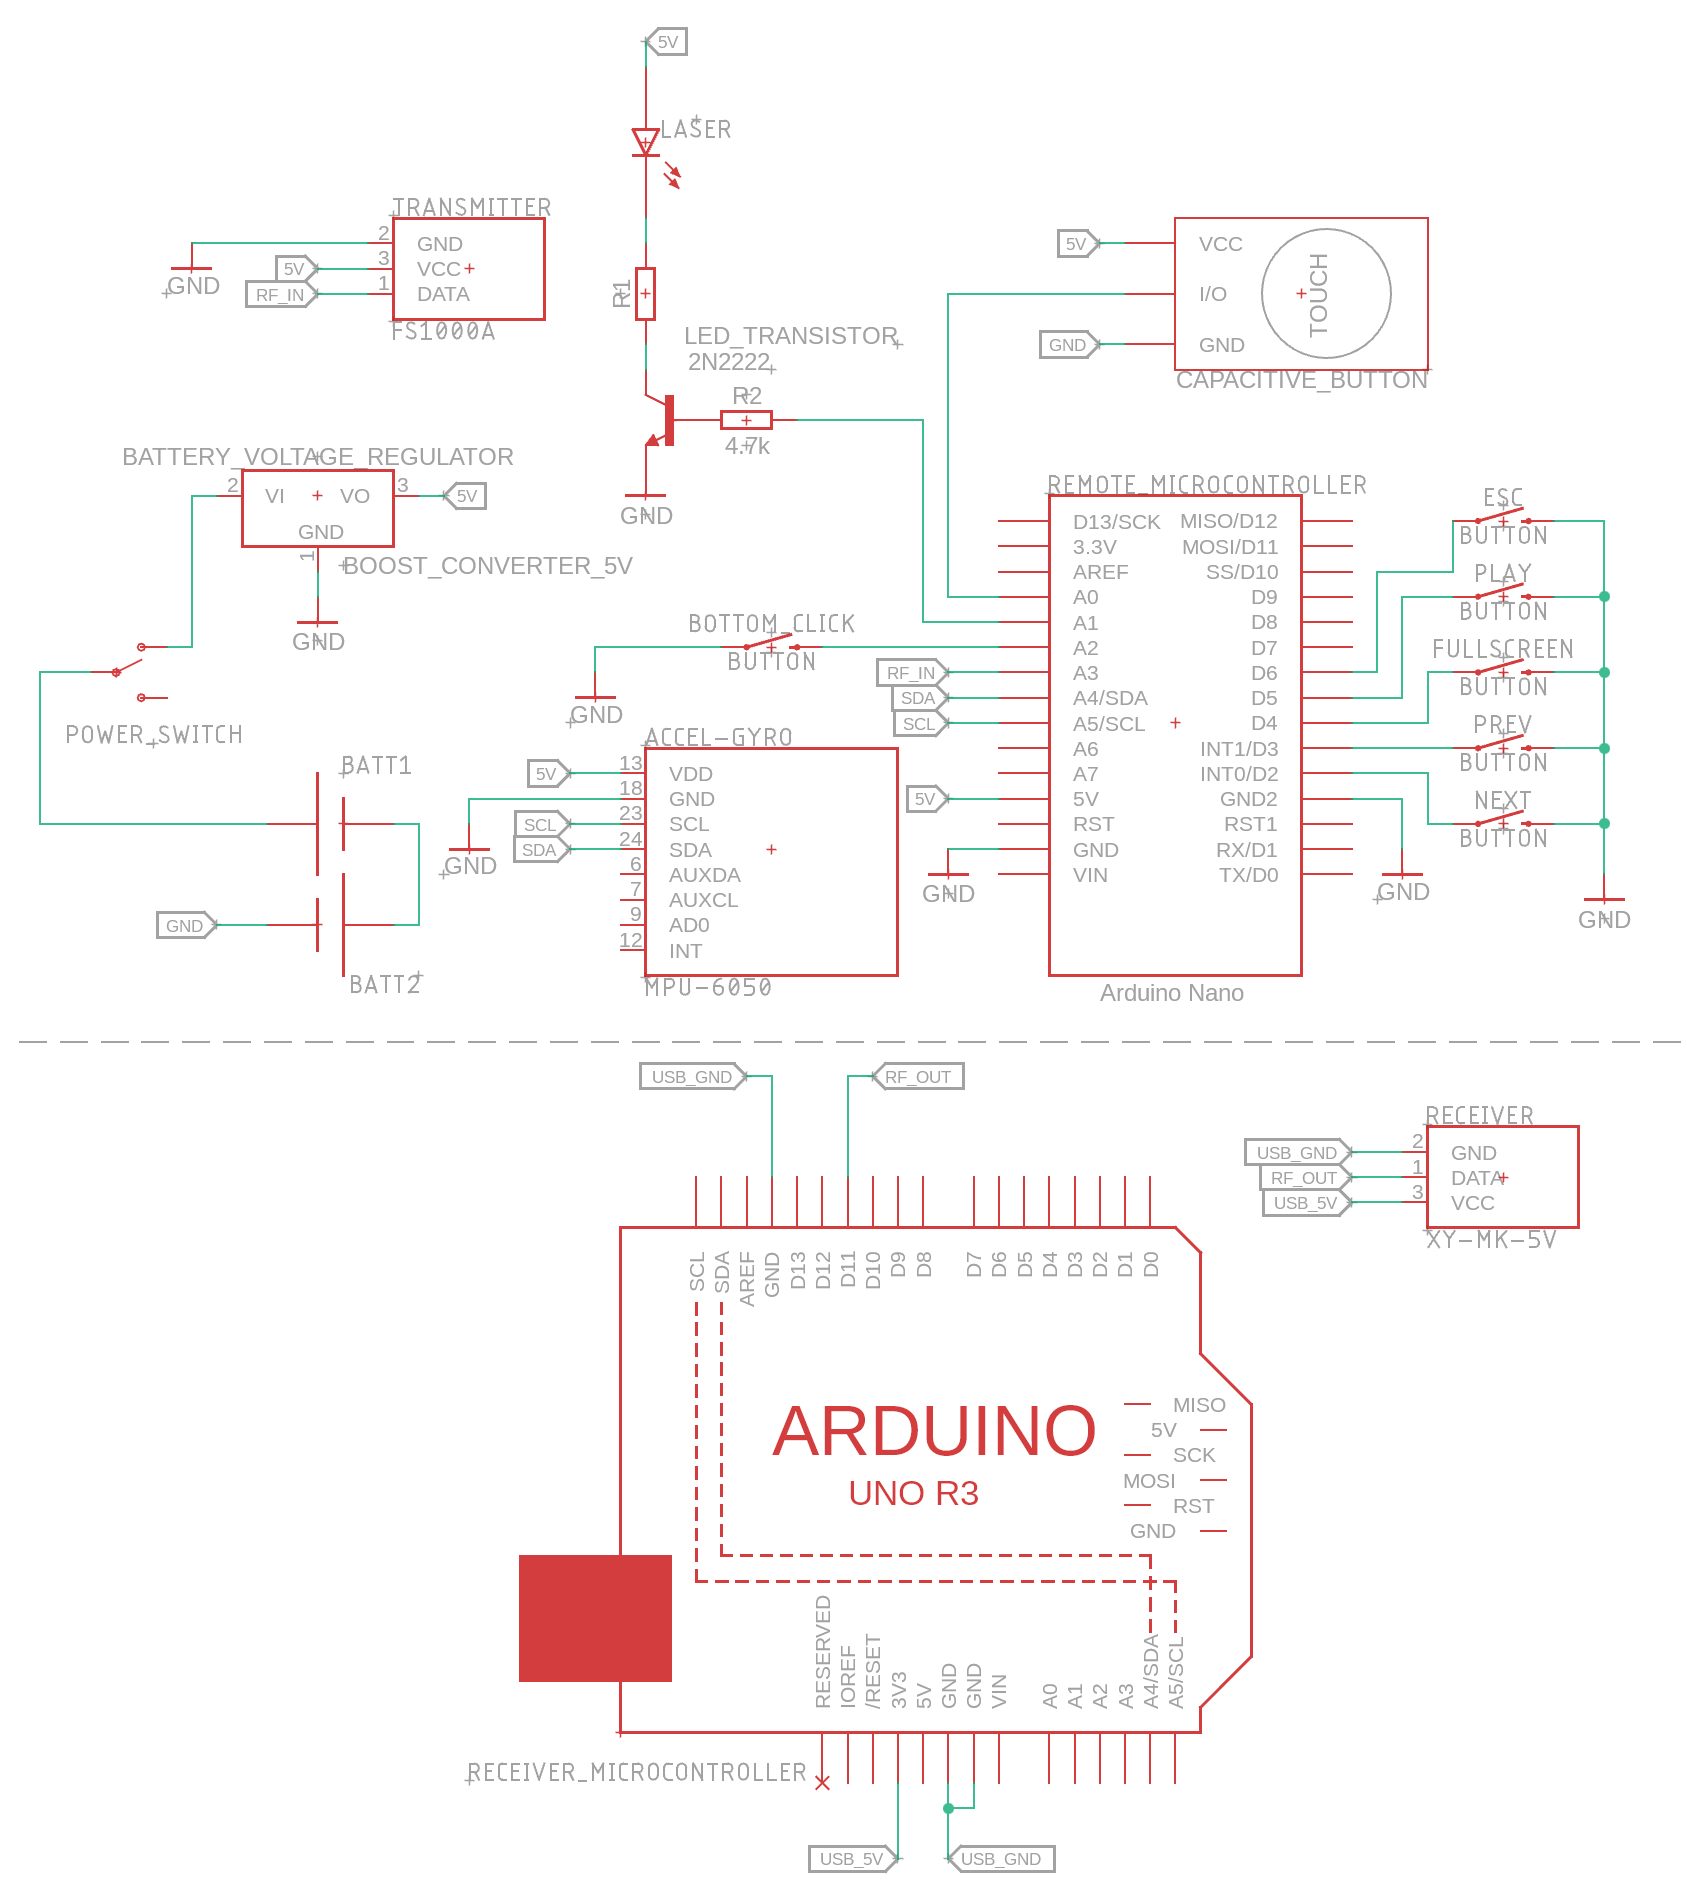 5V
LASER
TRANSMITTER
2 GND
3 VCC
1 DATA
GND
5V
RF_IN
FS1000A
R1
LED_TRANSISTOR
2N2222
R2
4.7k
GND
5V
VCC
I/O
GND
GND
TOUCH
CAPACITIVE_BUTTON
BATTERY_VOLTAGE_REGULATOR
2 VI VO 3
5V
GND
1
BOOST_CONVERTER_5V
GND
POWER_SWITCH
BATT1
GND
BATT2
BOTTOM_CLICK
BUTTON
GND
RF_IN
SDA
SCL
5V
GND
ACCEL-GYRO
13 VDD
18 GND
23 SCL
24 SDA
6 AUXDA
7 AUXCL
9 AD0
12 INT
5V
GND
SCL
SDA
MPU-6050
REMOTE_MICROCONTROLLER
D13/SCK MISO/D12
3.3V MOSI/D11
AREF SS/D10
A0 D9
A1 D8
A2 D7
A3 D6
A4/SDA D5
A5/SCL D4
A6 INT1/D3
A7 INT0/D2
5V GND2
RST RST1
GND RX/D1
VIN TX/D0
Arduino Nano
ESC
BUTTON
PLAY
BUTTON
FULLSCREEN
BUTTON
PREV
BUTTON
NEXT
BUTTON
GND
GND
USB_GND
RF_OUT
RECEIVER
USB_GND 2 GND
RF_OUT 1 DATA
USB_5V 3 VCC
XY-MK-5V
SCL
SDA
AREF
GND
D13
D12
D11
D10
D9
D8
D7
D6
D5
D4
D3
D2
D1
D0
ARDUINO
UNO R3
MISO
5V
SCK
MOSI
RST
GND
RESERVED
IOREF
/RESET
3V3
5V
GND
GND
VIN
A0
A1
A2
A3
A4/SDA
A5/SCL
RECEIVER_MICROCONTROLLER
USB_5V
USB_GND